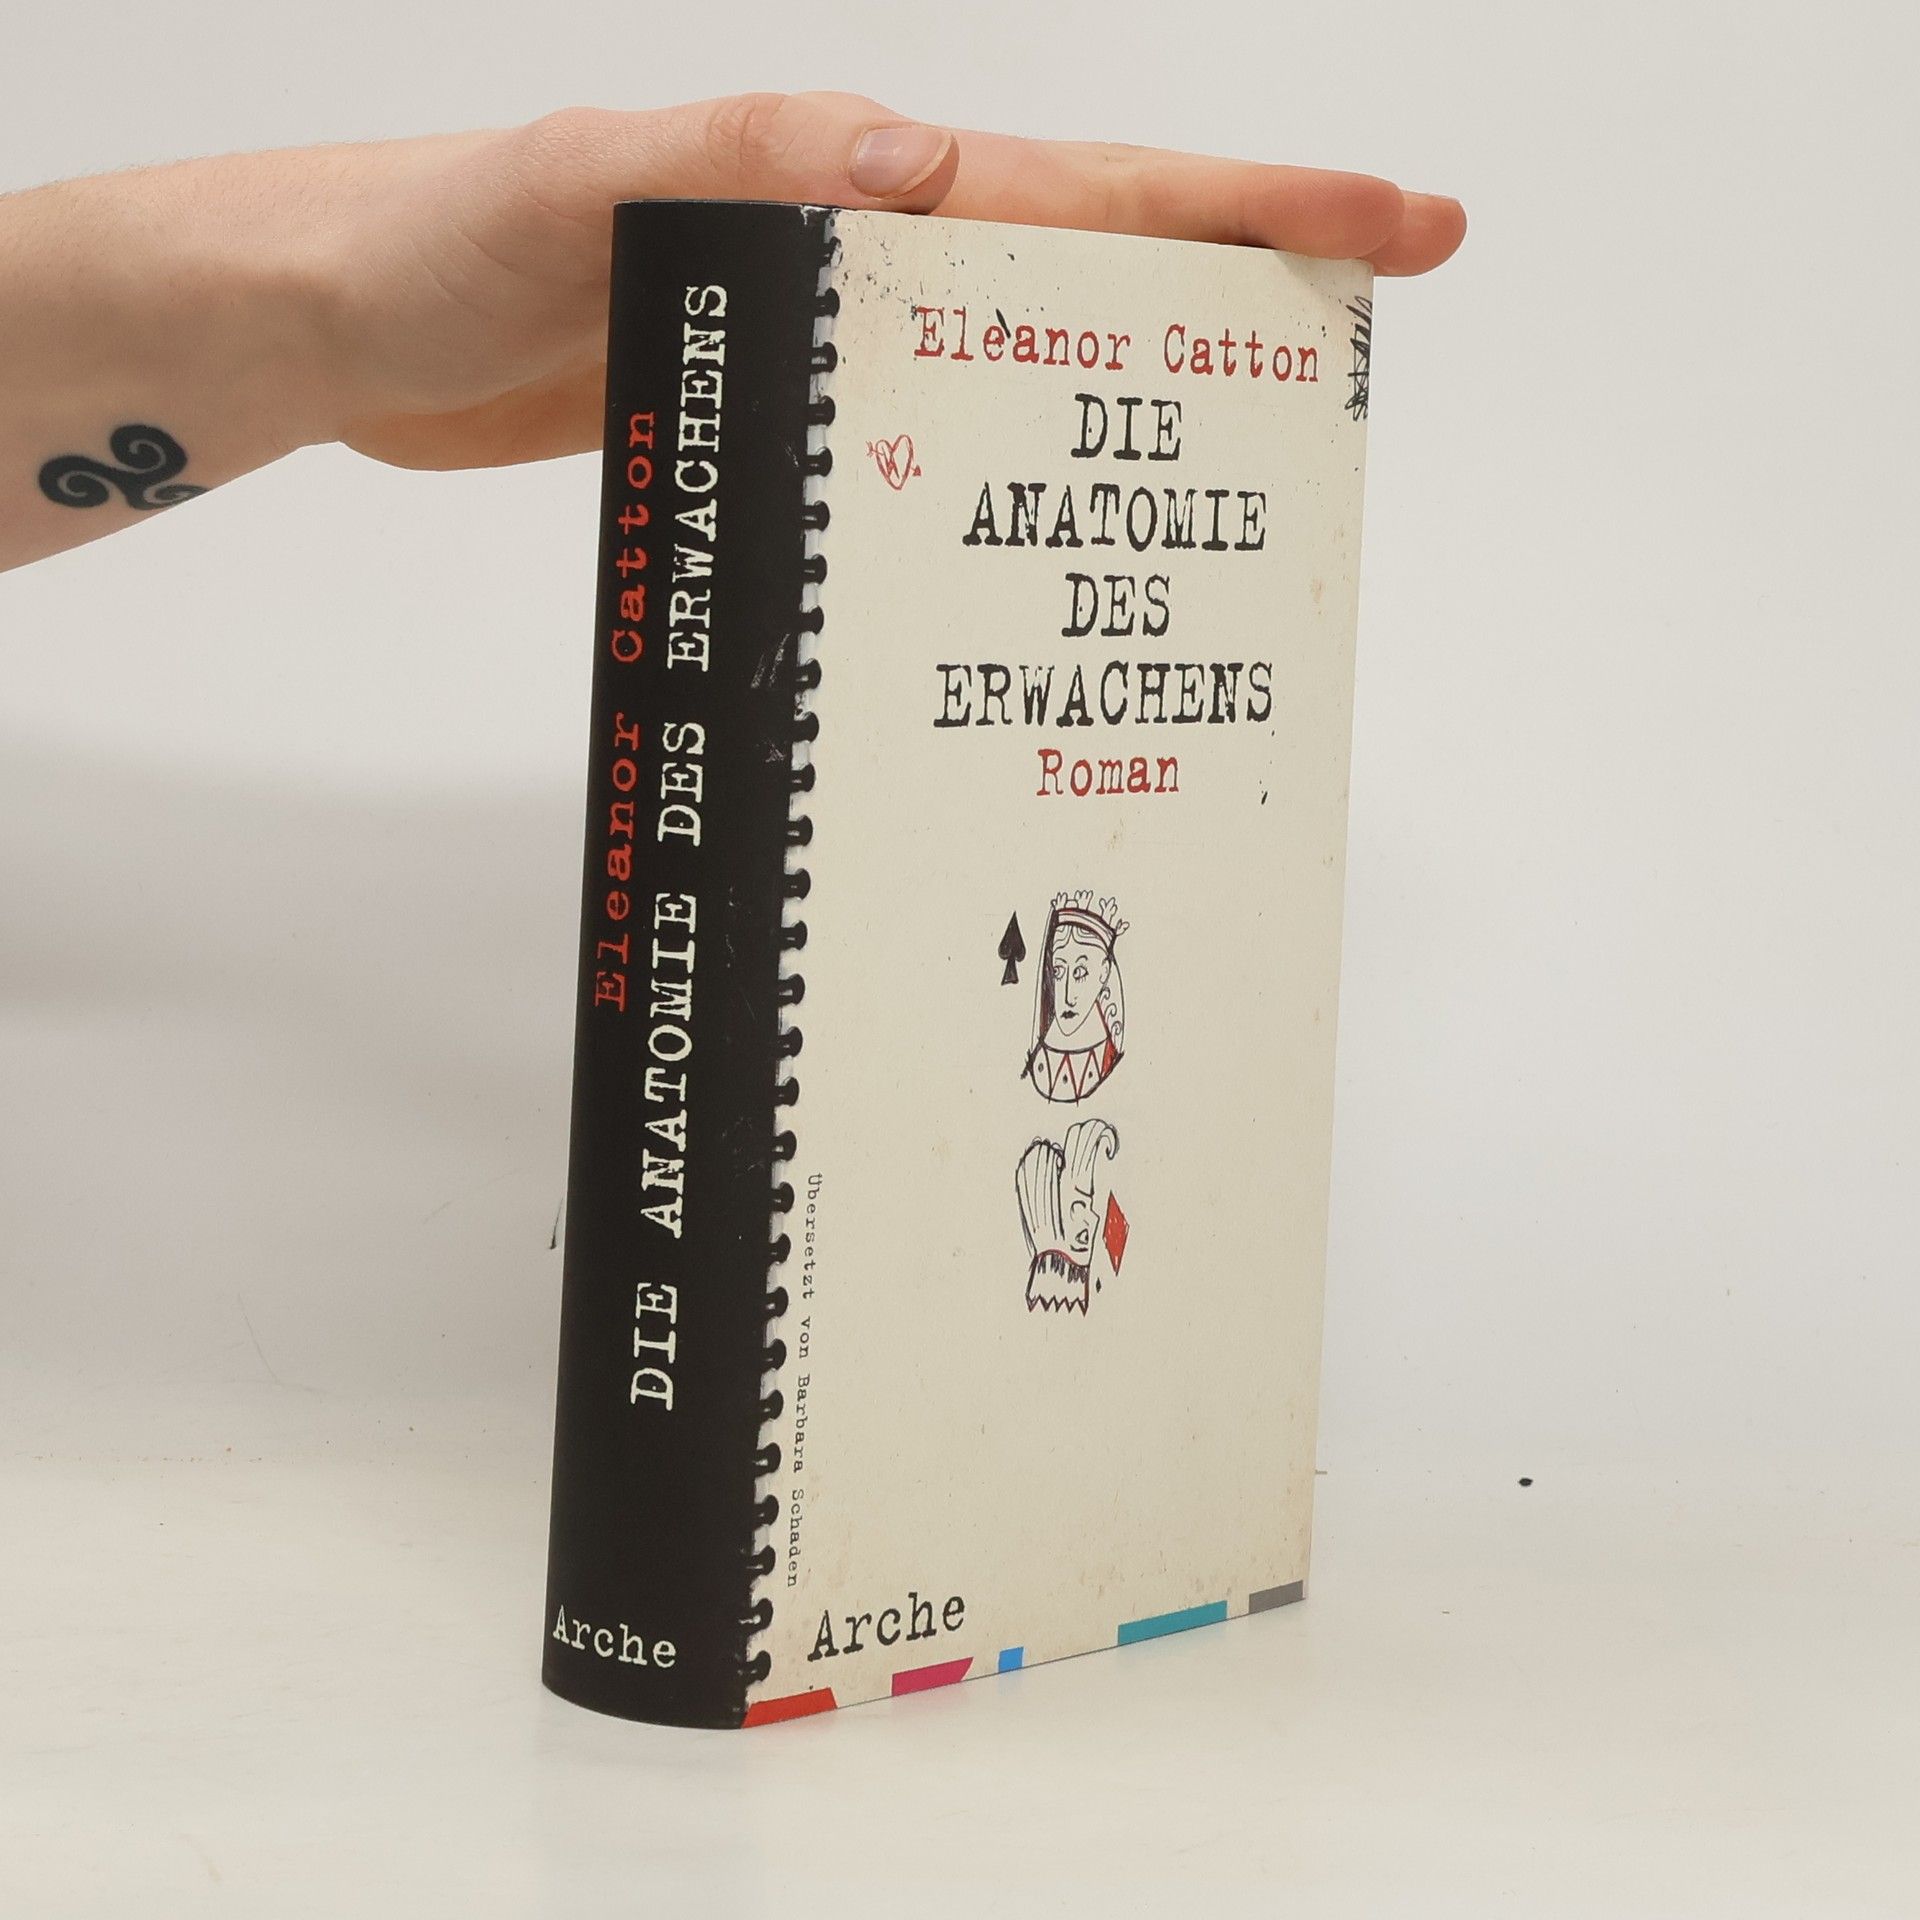 Eleanor Catton
DIE ANATOMIE DES ERWACHENS
Arche
Eleanor Catton
DIE
ANATOMIE
DES
ERWACHENS
Roman
Übersetzt von Barbara Schaden
Arche